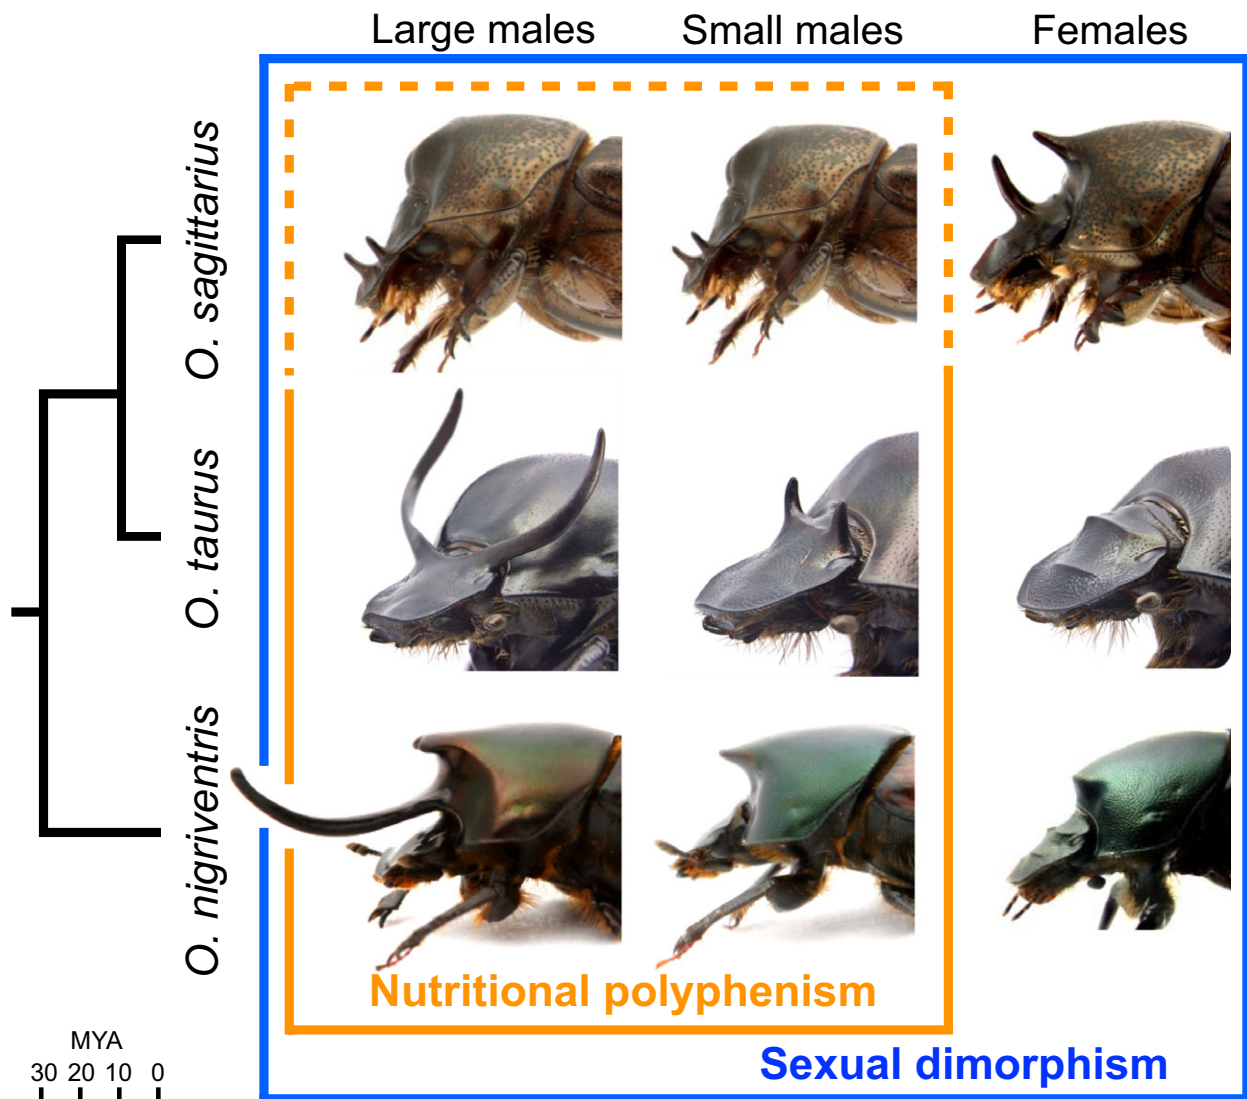 Large males
Small males
Females
O. sagittarius
O. taurus
O. nigriventris
Nutritional polyphenism
Sexual dimorphism
MYA
30 20 10 0